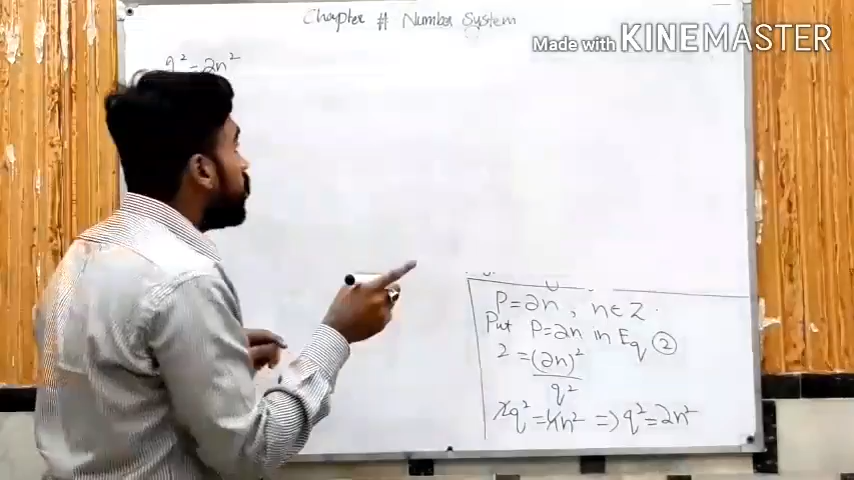 Chapter # Number System
Made with KINEMASTER
q² = 2n²
P = 2n , n ∈ Z
Put P = 2n in Eq ②
2 = (2n)² / q²
2q² = 4n² ⇒ q² = 2n²